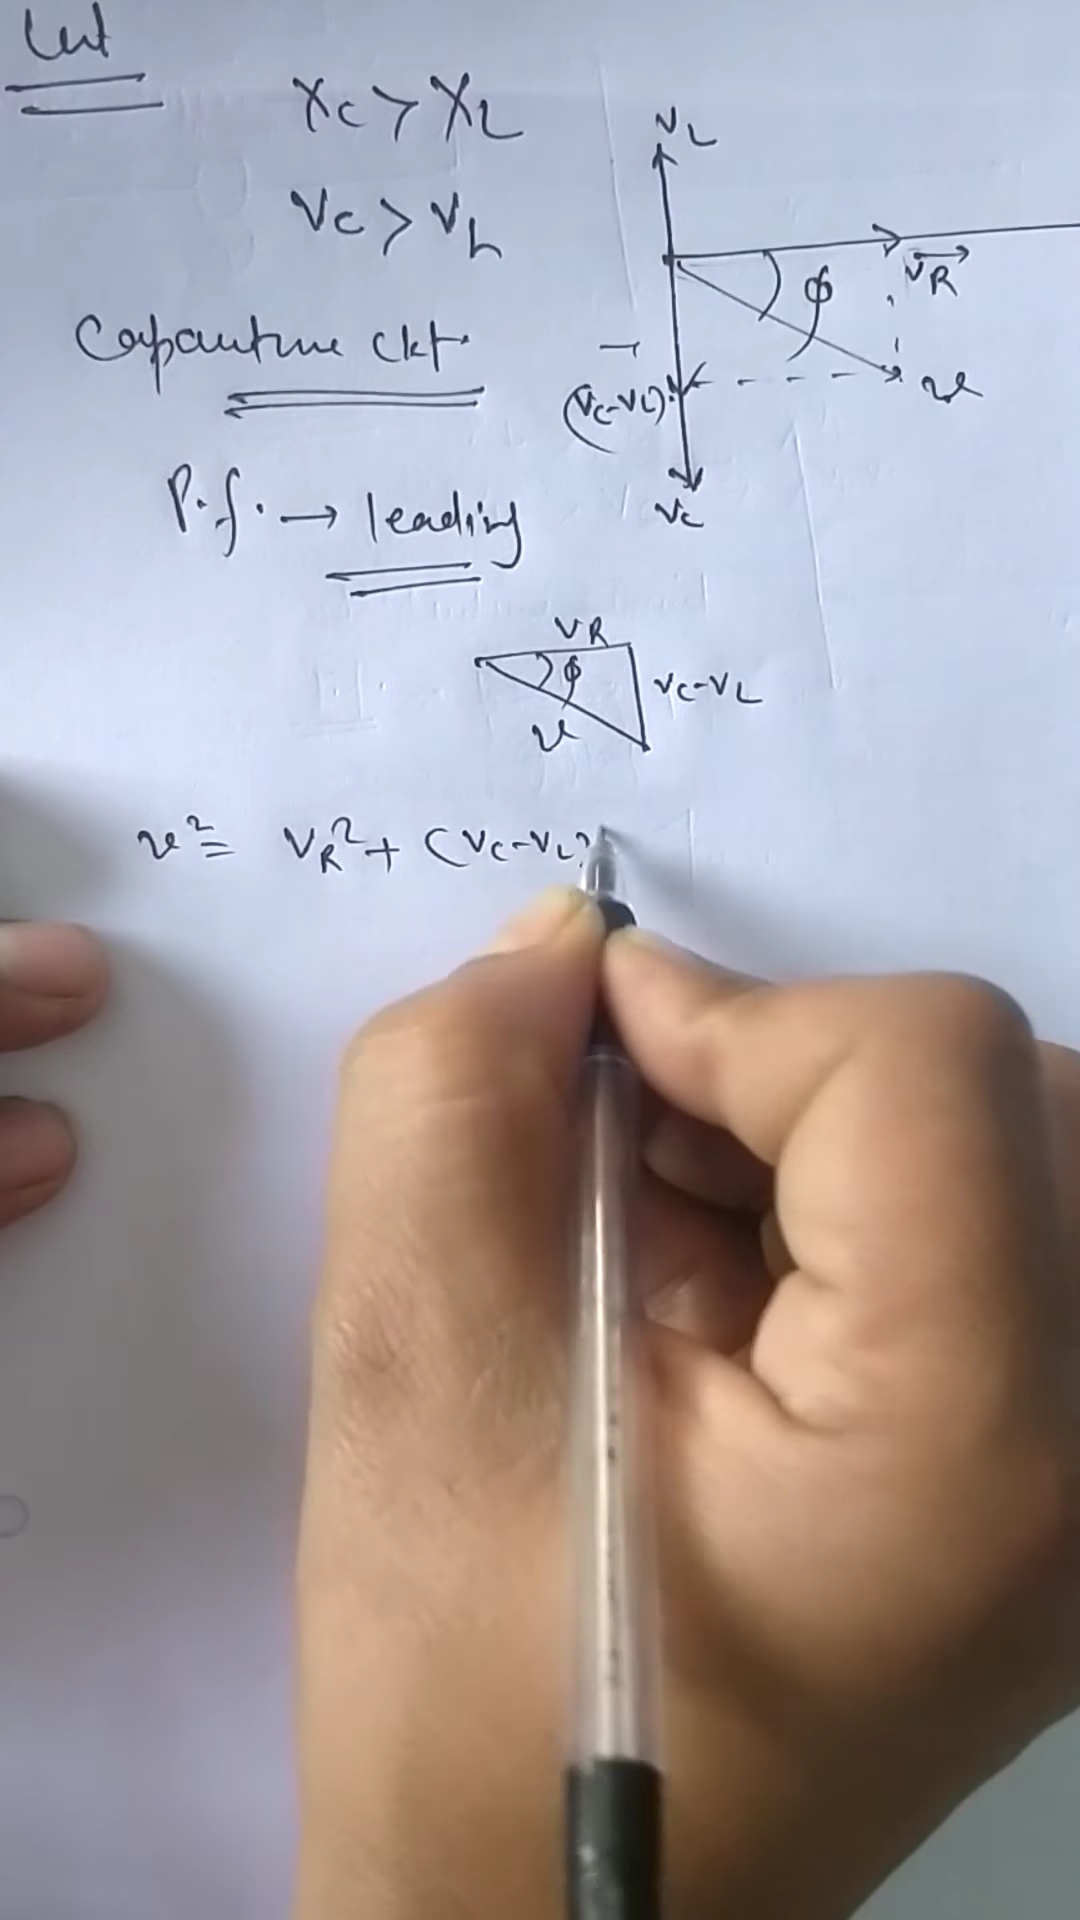 Let
Xc > XL
Vc > VL
Capacitive ckt.
P.f. → leading
VL
VR
φ
(Vc-VL)
v
Vc
VR
φ
Vc-VL
v
v² = VR² + (Vc-VL)